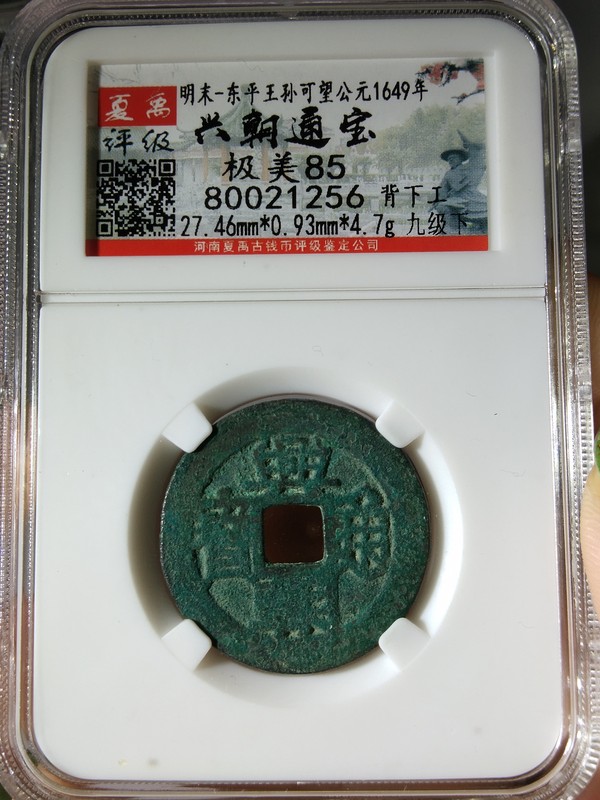 夏禹
评级
明末-东平王孙可望公元1649年
兴朝通宝
极美85
80021256 背下工
27.46mm*0.93mm*4.7g 九级下
河南夏禹古钱币评级鉴定公司
興